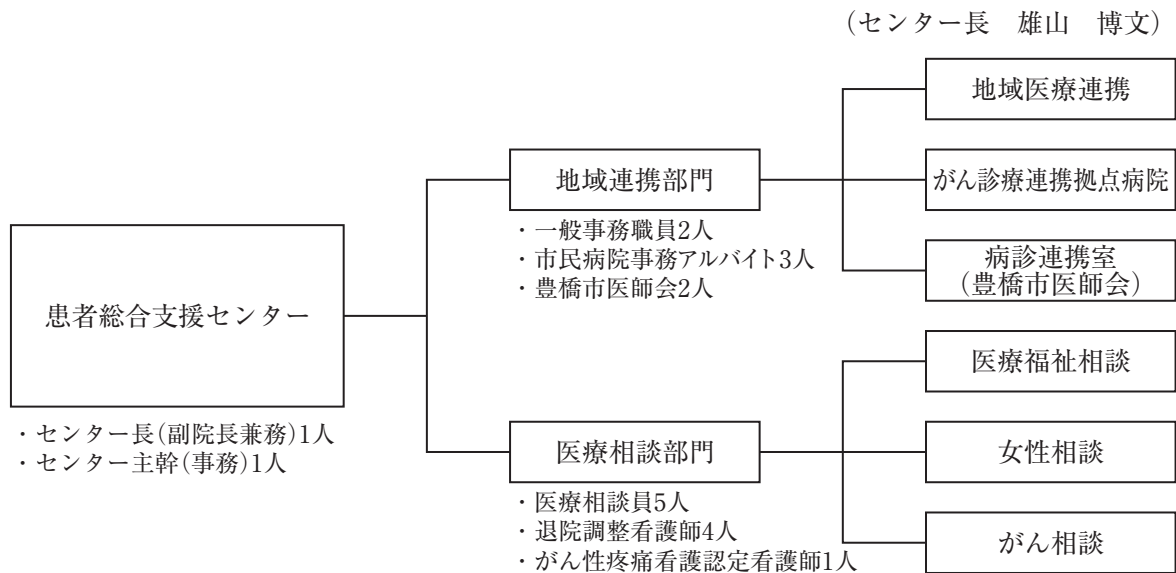 (センター長　雄山　博文)
地域医療連携
地域連携部門
がん診療連携拠点病院
・一般事務職員2人
・市民病院事務アルバイト3人
・豊橋市医師会2人
病診連携室
(豊橋市医師会)
患者総合支援センター
・センター長(副院長兼務)1人
・センター主幹(事務)1人
医療福祉相談
医療相談部門
女性相談
・医療相談員5人
・退院調整看護師4人
・がん性疼痛看護認定看護師1人
がん相談